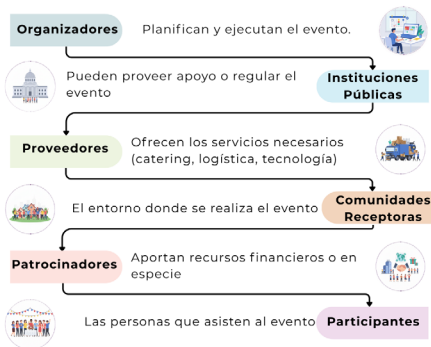 Organizadores
Planifican y ejecutan el evento.
Pueden proveer apoyo o regular el
evento
Instituciones
Públicas
Proveedores
Ofrecen los servicios necesarios
(catering, logística, tecnología)
El entorno donde se realiza el evento
Comunidades
Receptoras
Patrocinadores
Aportan recursos financieros o en
especie
Las personas que asisten al evento
Participantes